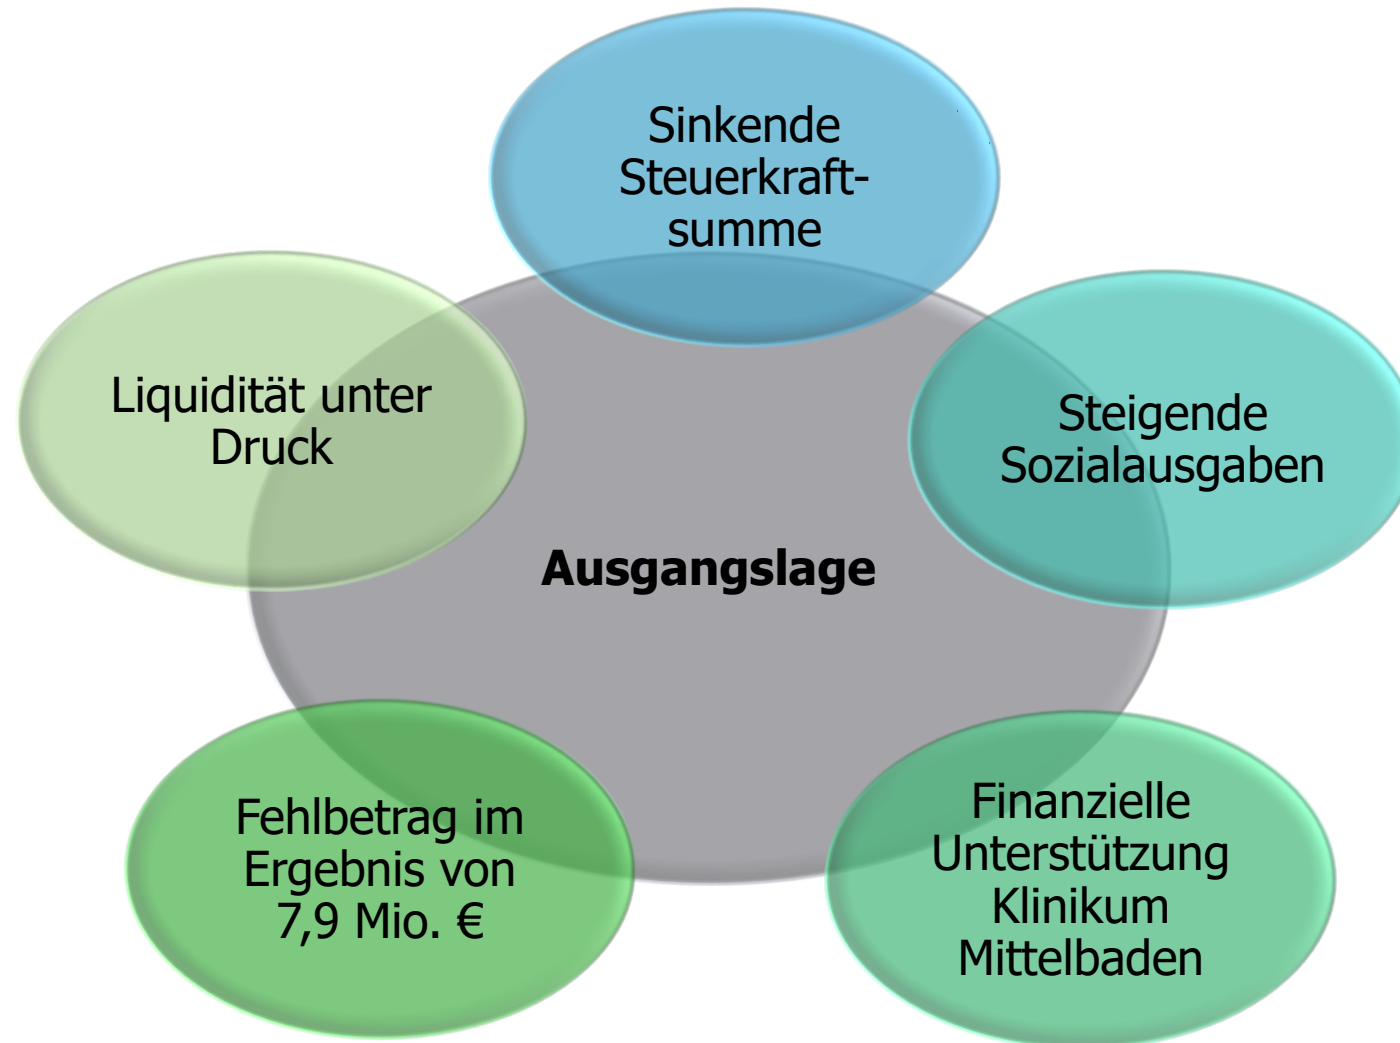 Sinkende
Steuerkraft-
summe
Steigende
Sozialausgaben
Finanzielle
Unterstützung
Klinikum
Mittelbaden
Fehlbetrag im
Ergebnis von
7,9 Mio. €
Liquidität unter
Druck
Ausgangslage